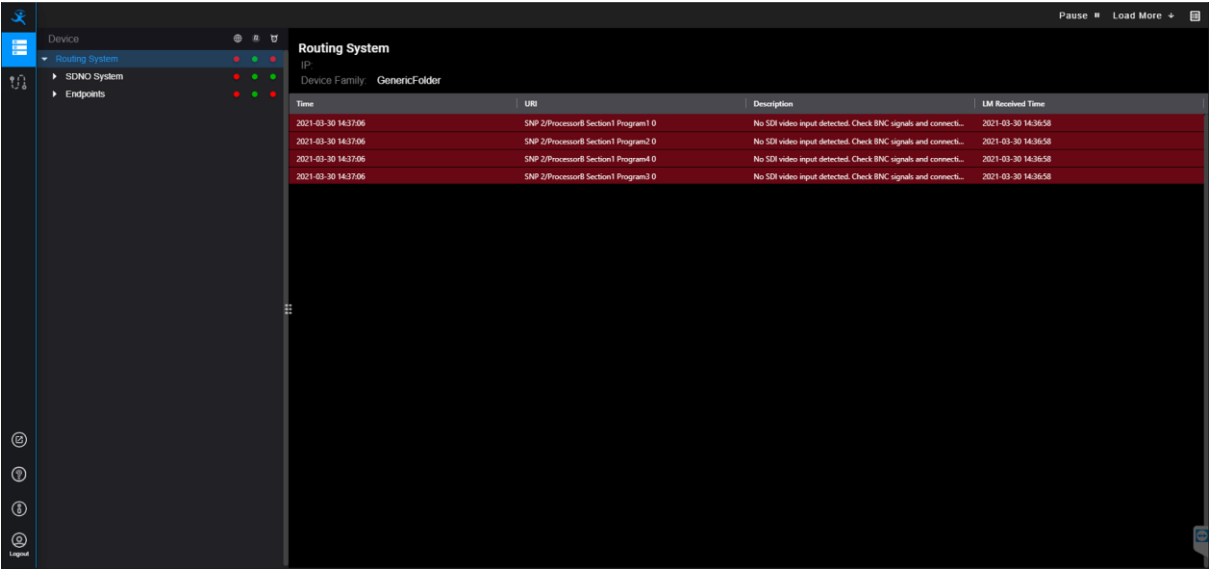 Pause Load More
Device
Routing System
SDNO System
Endpoints
Logout
Routing System
IP:
Device Family: GenericFolder
Time URI Description LM Received Time
2021-03-30 14:37:06 SNP 2/ProcessorB Section1 Program1 0 No SDI video input detected. Check BNC signals and connecti... 2021-03-30 14:36:58
2021-03-30 14:37:06 SNP 2/ProcessorB Section1 Program2 0 No SDI video input detected. Check BNC signals and connecti... 2021-03-30 14:36:58
2021-03-30 14:37:06 SNP 2/ProcessorB Section1 Program4 0 No SDI video input detected. Check BNC signals and connecti... 2021-03-30 14:36:58
2021-03-30 14:37:06 SNP 2/ProcessorB Section1 Program3 0 No SDI video input detected. Check BNC signals and connecti... 2021-03-30 14:36:58